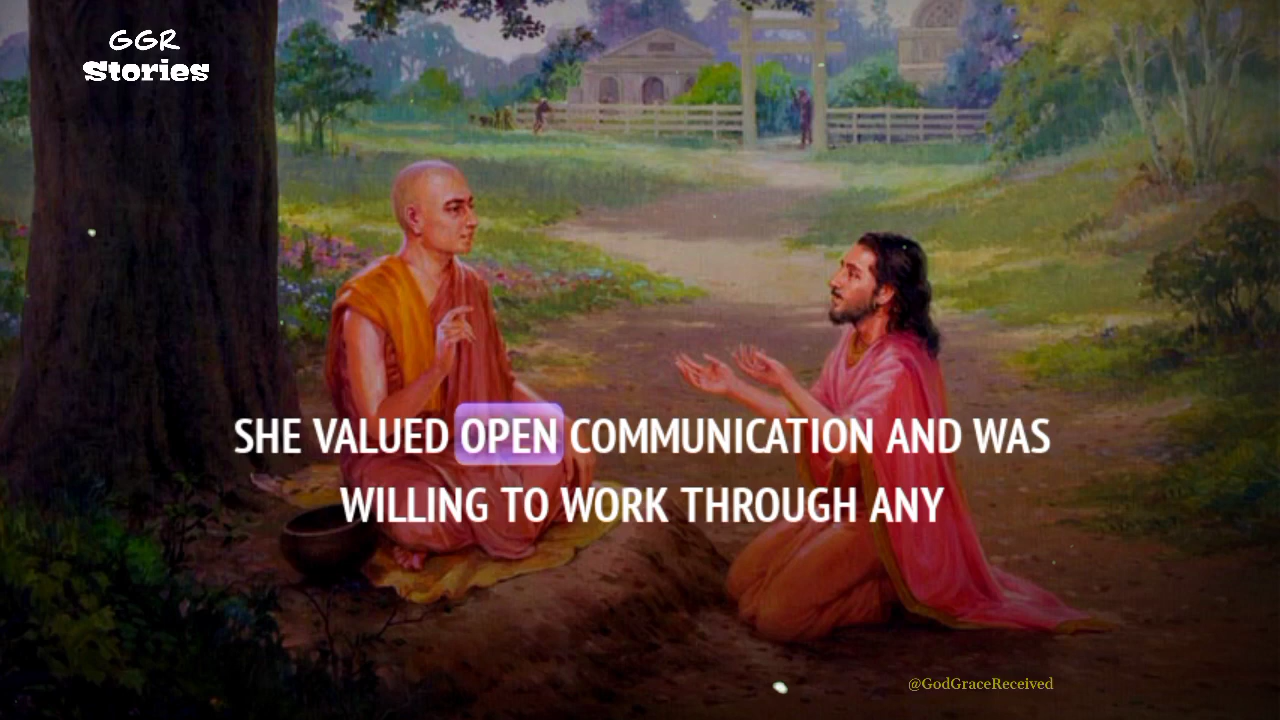 GGR
Stories
SHE VALUED OPEN COMMUNICATION AND WAS
WILLING TO WORK THROUGH ANY
@GodGraceReceived